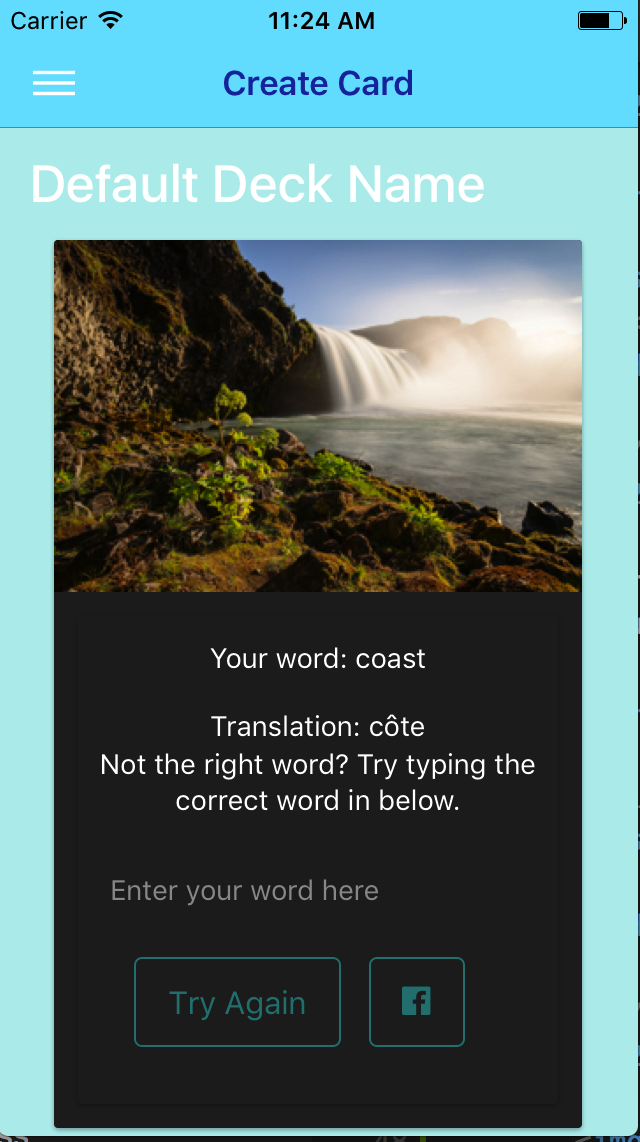 Carrier 11:24 AM
Create Card
Default Deck Name
Your word: coast
Translation: côte
Not the right word? Try typing the
correct word in below.
Enter your word here
Try Again